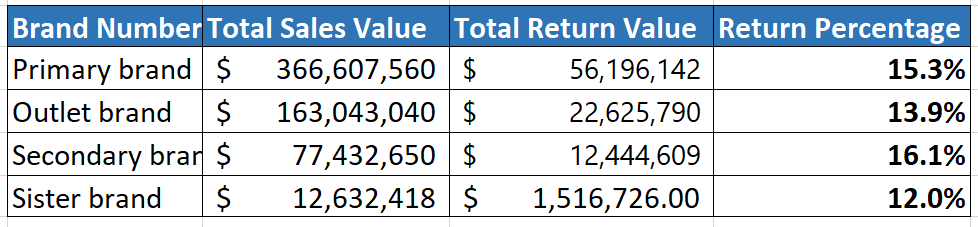 Brand Number Total Sales Value Total Return Value Return Percentage
Primary brand $ 366,607,560 $ 56,196,142 15.3%
Outlet brand $ 163,043,040 $ 22,625,790 13.9%
Secondary bran $ 77,432,650 $ 12,444,609 16.1%
Sister brand $ 12,632,418 $ 1,516,726.00 12.0%